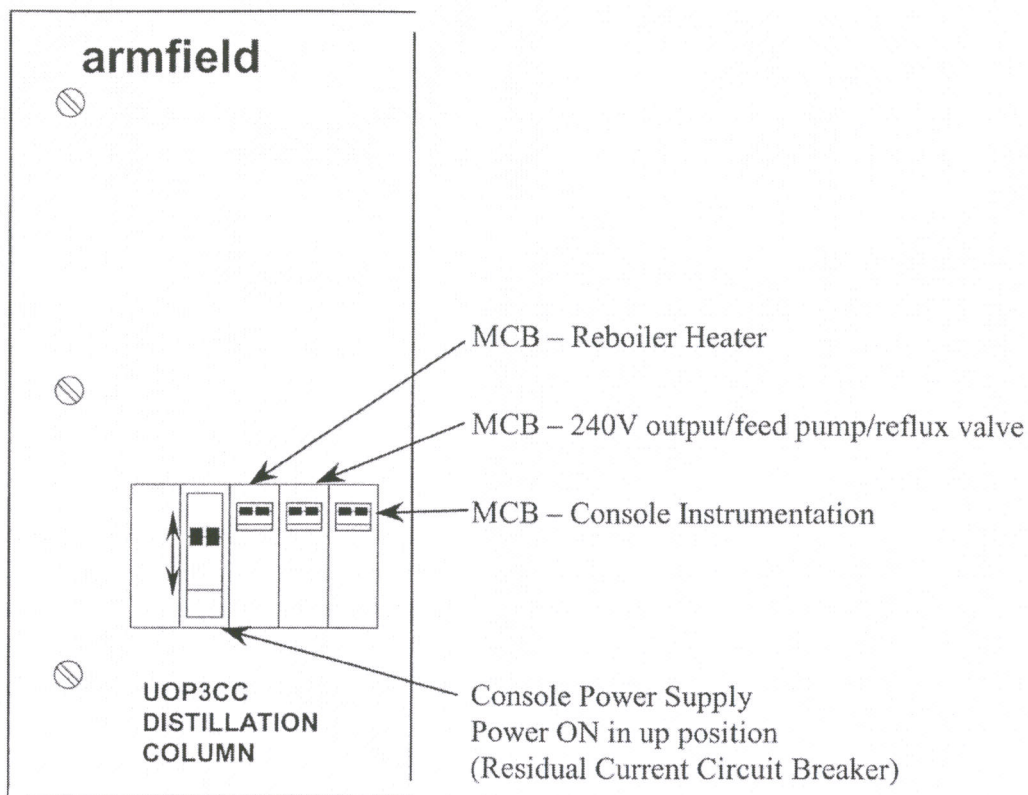 armfield
MCB – Reboiler Heater
MCB – 240V output/feed pump/reflux valve
MCB – Console Instrumentation
UOP3CC
DISTILLATION
COLUMN
Console Power Supply
Power ON in up position
(Residual Current Circuit Breaker)